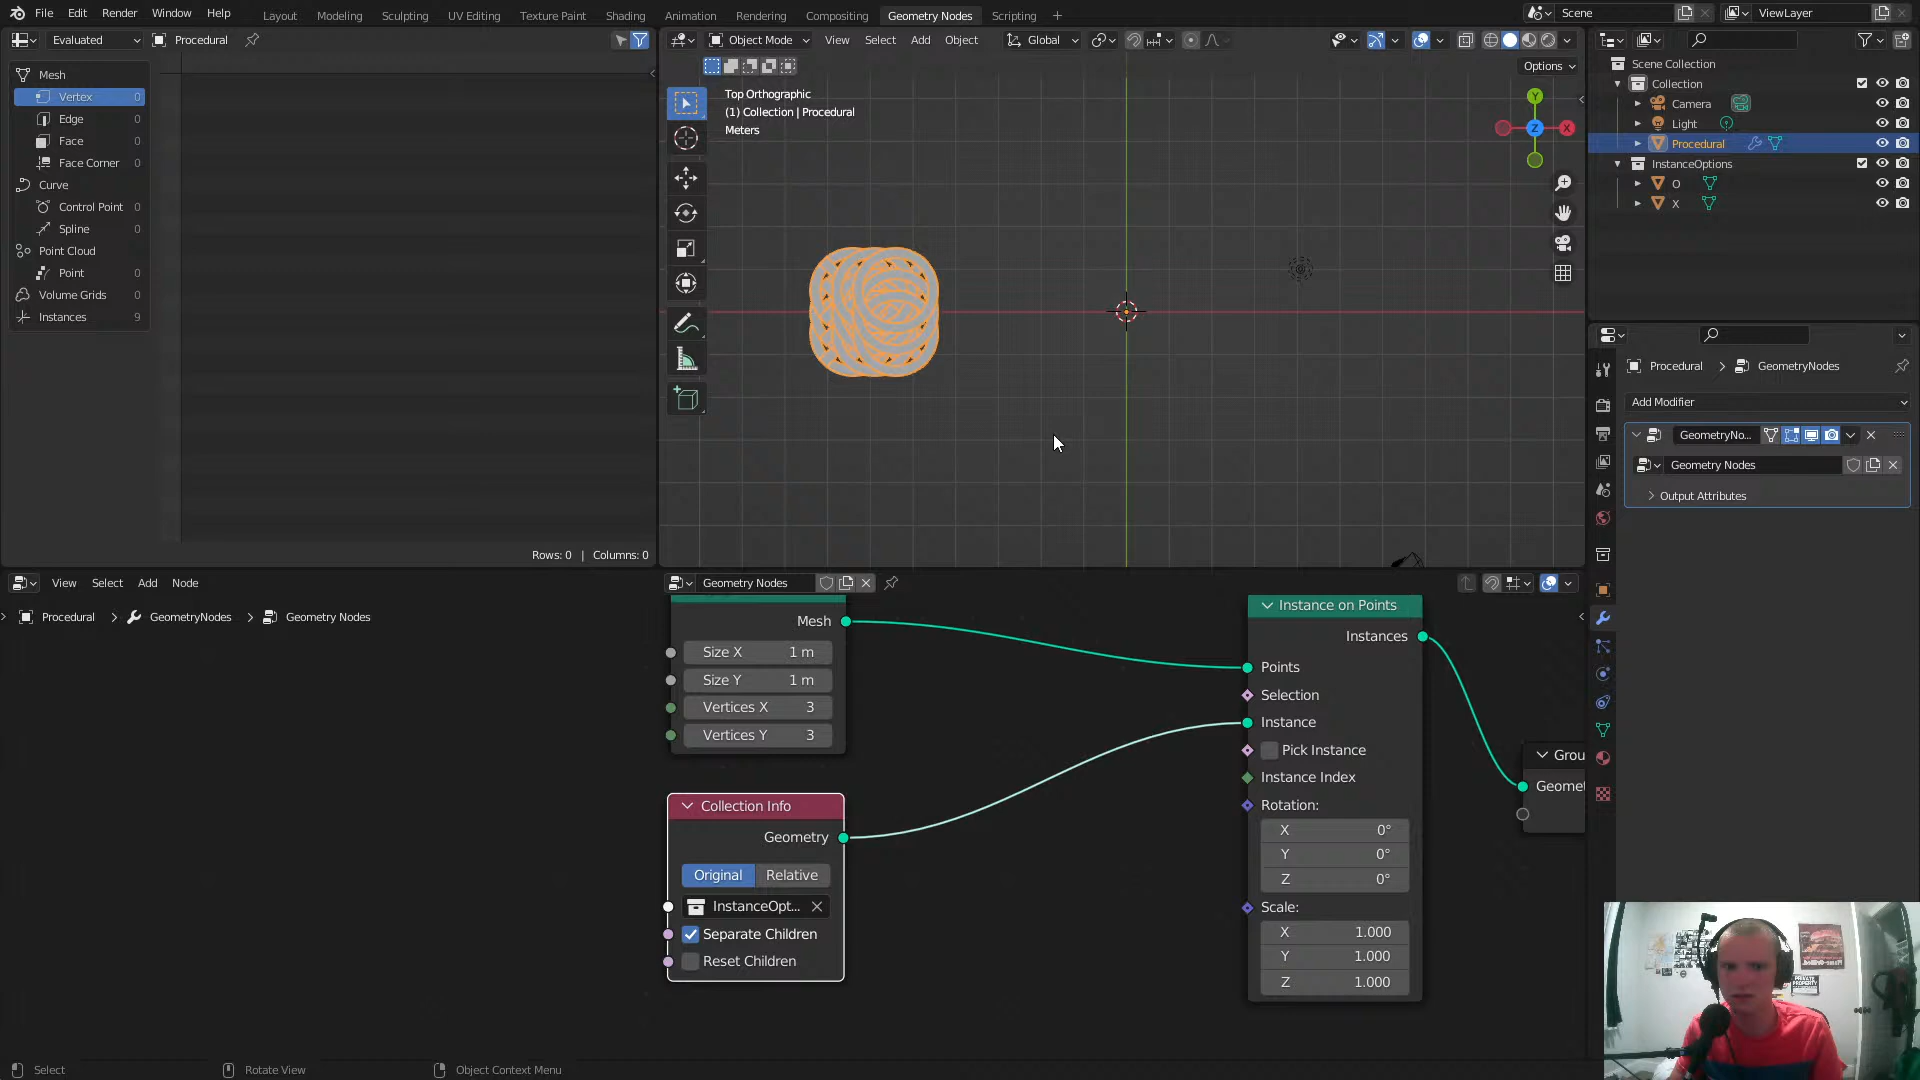 File Edit Render Window Help Layout Modeling Sculpting UV Editing Texture Paint Shading Animation Rendering Compositing Geometry Nodes Scripting + Scene ViewLayer
Evaluated Procedural
Mesh
Vertex 0
Edge 0
Face 0
Face Corner 0
Curve
Control Point 0
Spline 0
Point Cloud
Point 0
Volume Grids 0
Instances 9
Rows: 0 | Columns: 0
Object Mode View Select Add Object Global
Options
Top Orthographic
(1) Collection | Procedural
Meters
Y
Z
X
Scene Collection
Collection
Camera
Light
Procedural
InstanceOptions
O
X
Procedural > GeometryNodes
Add Modifier
GeometryNo...
Geometry Nodes
Output Attributes
View Select Add Node
Geometry Nodes
Procedural > GeometryNodes > Geometry Nodes
Mesh
Size X 1 m
Size Y 1 m
Vertices X 3
Vertices Y 3
Collection Info
Geometry
Original Relative
InstanceOpt...
Separate Children
Reset Children
Instance on Points
Instances
Points
Selection
Instance
Pick Instance
Instance Index
Rotation:
X 0°
Y 0°
Z 0°
Scale:
X 1.000
Y 1.000
Z 1.000
Grou
Geomet
Select Rotate View Object Context Menu
PRIVATE